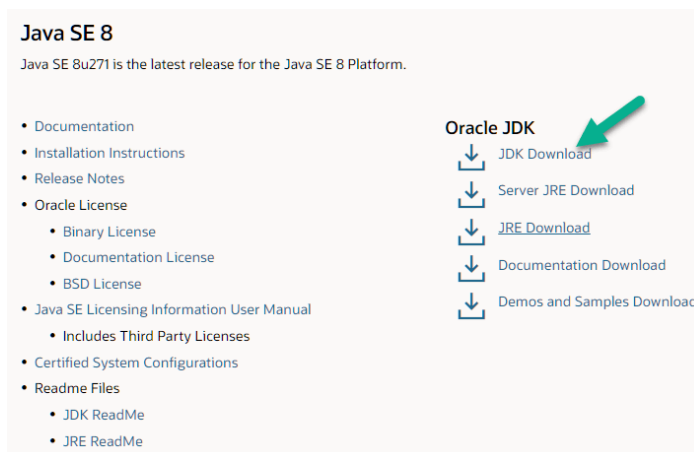 Java SE 8
Java SE 8u271 is the latest release for the Java SE 8 Platform.
Documentation
Installation Instructions
Release Notes
Oracle License
Binary License
Documentation License
BSD License
Java SE Licensing Information User Manual
Includes Third Party Licenses
Certified System Configurations
Readme Files
JDK ReadMe
JRE ReadMe
Oracle JDK
JDK Download
Server JRE Download
JRE Download
Documentation Download
Demos and Samples Download